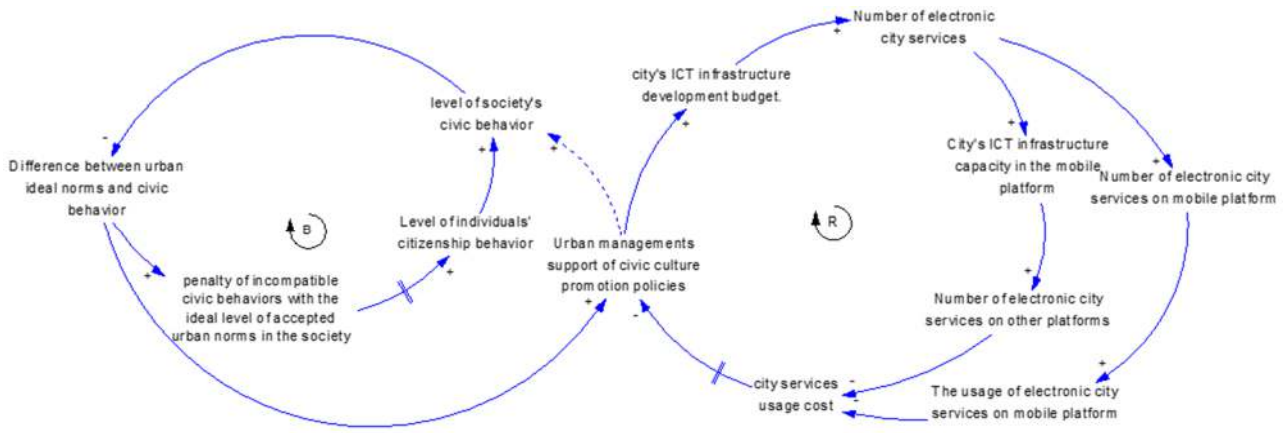 Number of electronic
city services
city's ICT infrastructure
development budget.
level of society's
civic behavior
City's ICT infrastructure
capacity in the mobile
platform
Difference between urban
ideal norms and civic
behavior
Number of electronic city
services on mobile platform
B
R
Level of individuals'
citizenship behavior
Urban managements
support of civic culture
promotion policies
penalty of incompatible
civic behaviors with the
ideal level of accepted
urban norms in the society
Number of electronic city
services on other platforms
city services
usage cost
The usage of electronic city
services on mobile platform
+
+
+
+
+
+
+
+
+
+
+
+
-
-
-
-